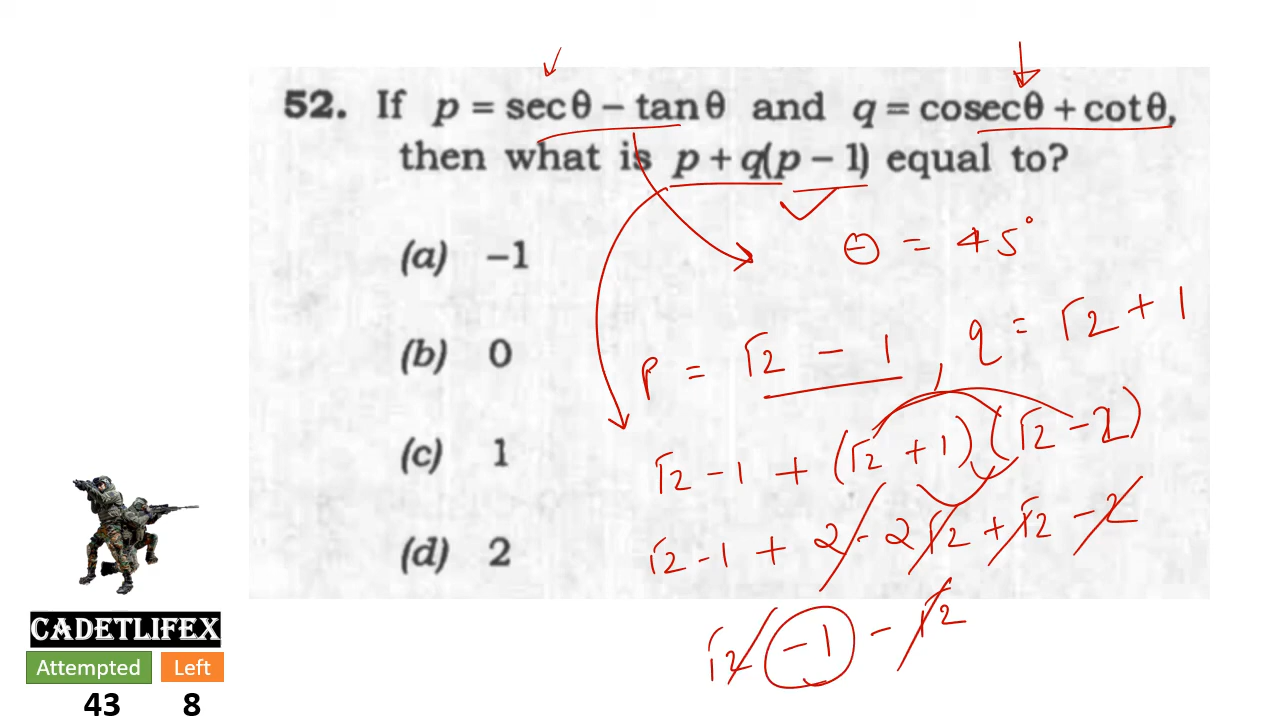 52. If p = secθ − tanθ and q = cosecθ + cotθ,
then what is p + q(p − 1) equal to?
(a) −1
(b) 0
(c) 1
(d) 2
θ = 45°
p = √2 − 1, q = √2 + 1
√2 − 1 + (√2 + 1)(√2 − 2)
√2 − 1 + 2 − 2√2 + √2 − 2
√2 − 1 − √2
CADETLIFEX
Attempted Left
43 8